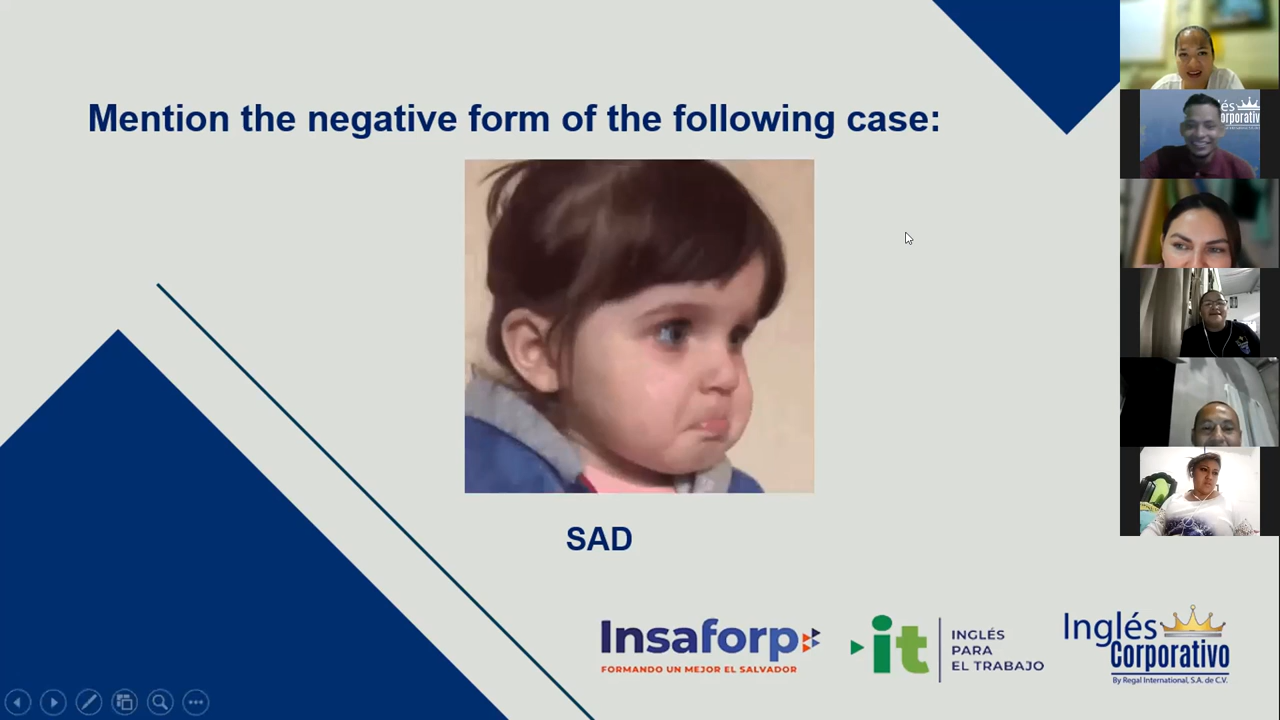 Mention the negative form of the following case:
SAD
Insaforp
FORMANDO UN MEJOR EL SALVADOR
it
INGLÉS
PARA
EL TRABAJO
Inglés
Corporativo
By Regal International, S.A. de C.V.